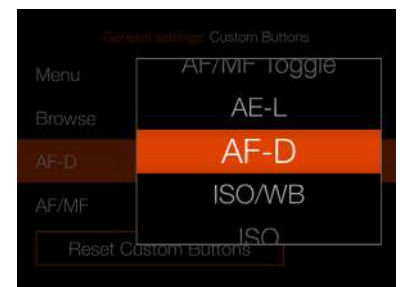 General settings: Custom Buttons
Menu
AF/MF Toggle
Browse
AE-L
AF-D
AF-D
AF/MF
ISO/WB
Reset Custom Buttons
ISO